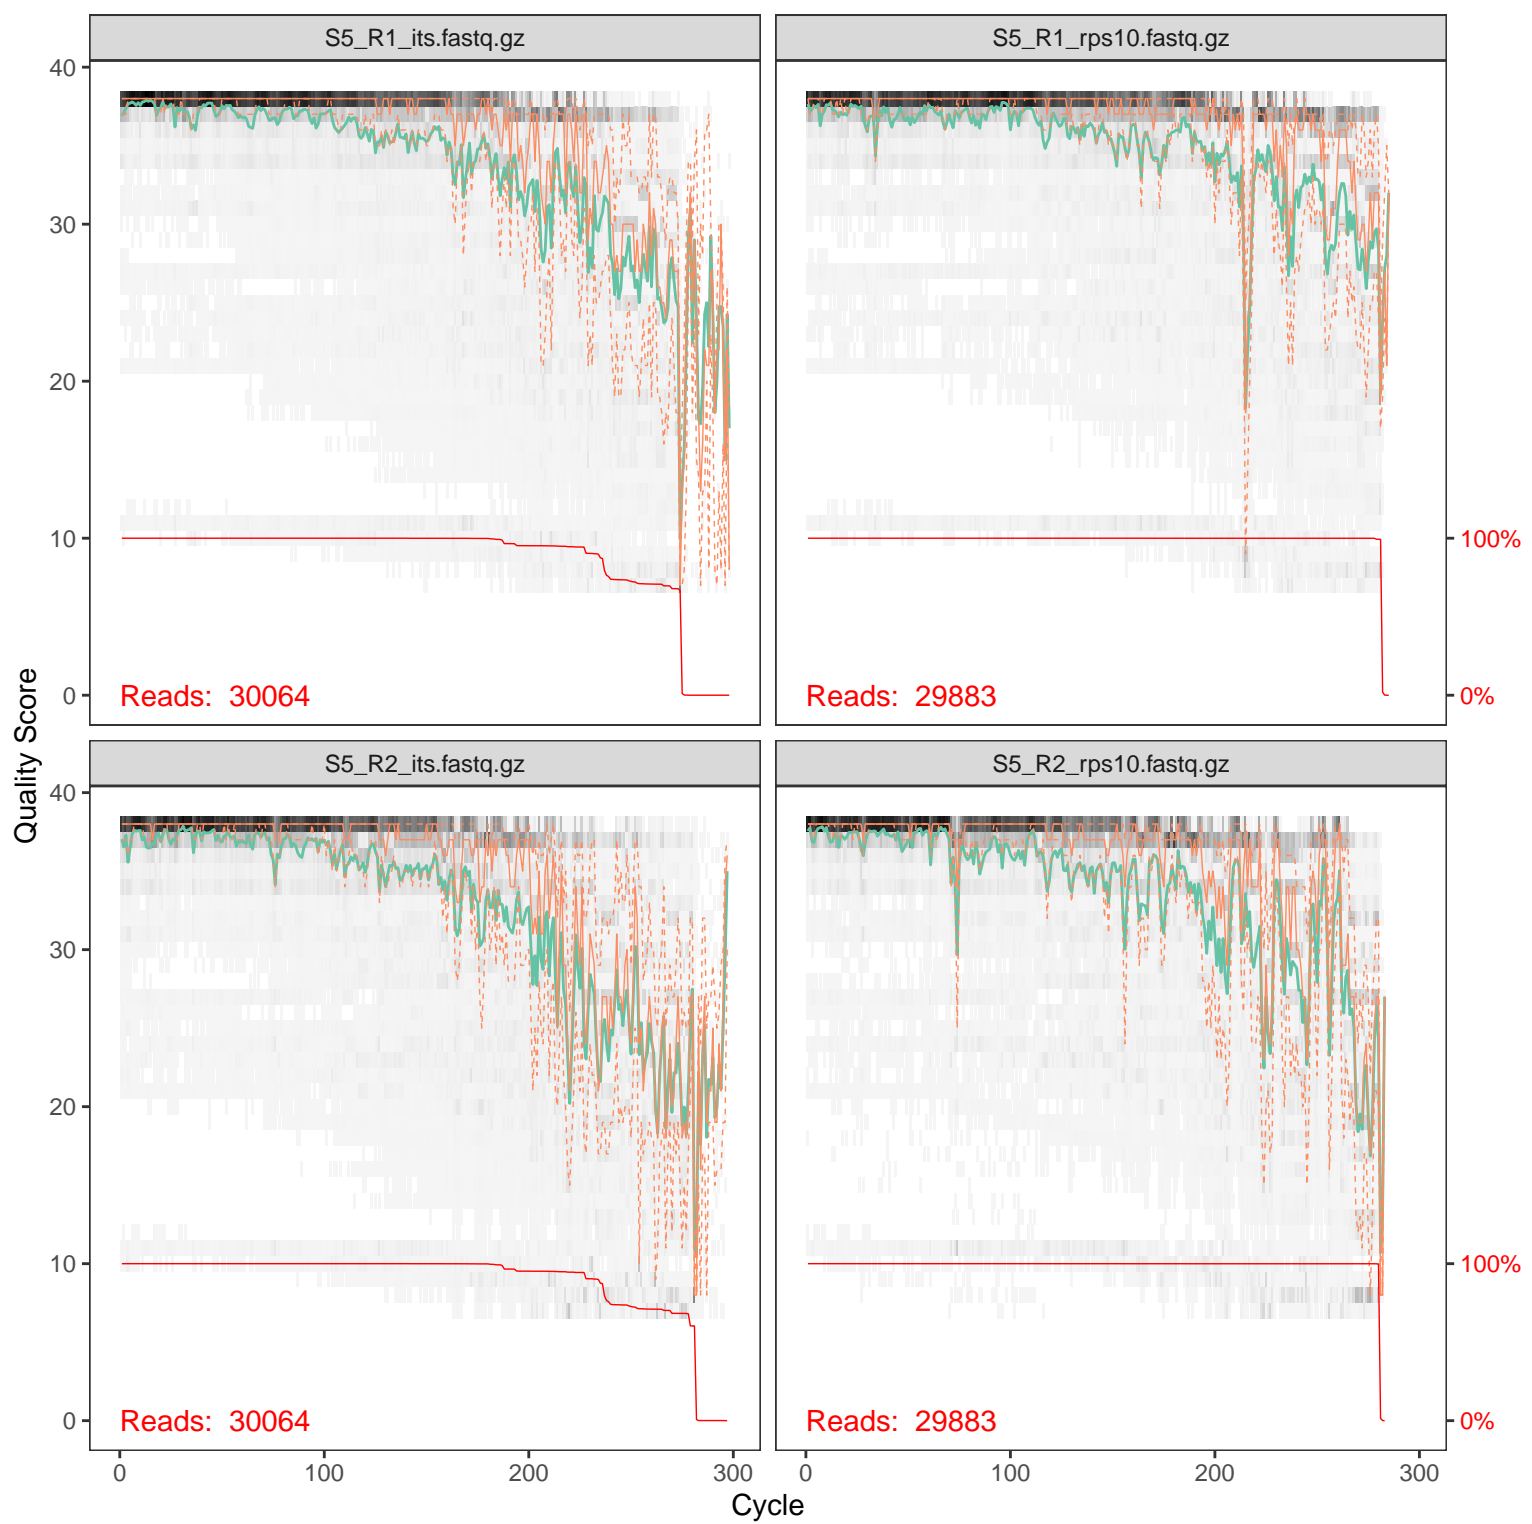 S5_R1_its.fastq.gz
S5_R1_rps10.fastq.gz
40
30
20
10
0
100%
0%
Reads:  30064
Reads:  29883
Quality Score
S5_R2_its.fastq.gz
S5_R2_rps10.fastq.gz
40
30
20
10
0
100%
0%
Reads:  30064
Reads:  29883
0
100
200
300
0
100
200
300
Cycle